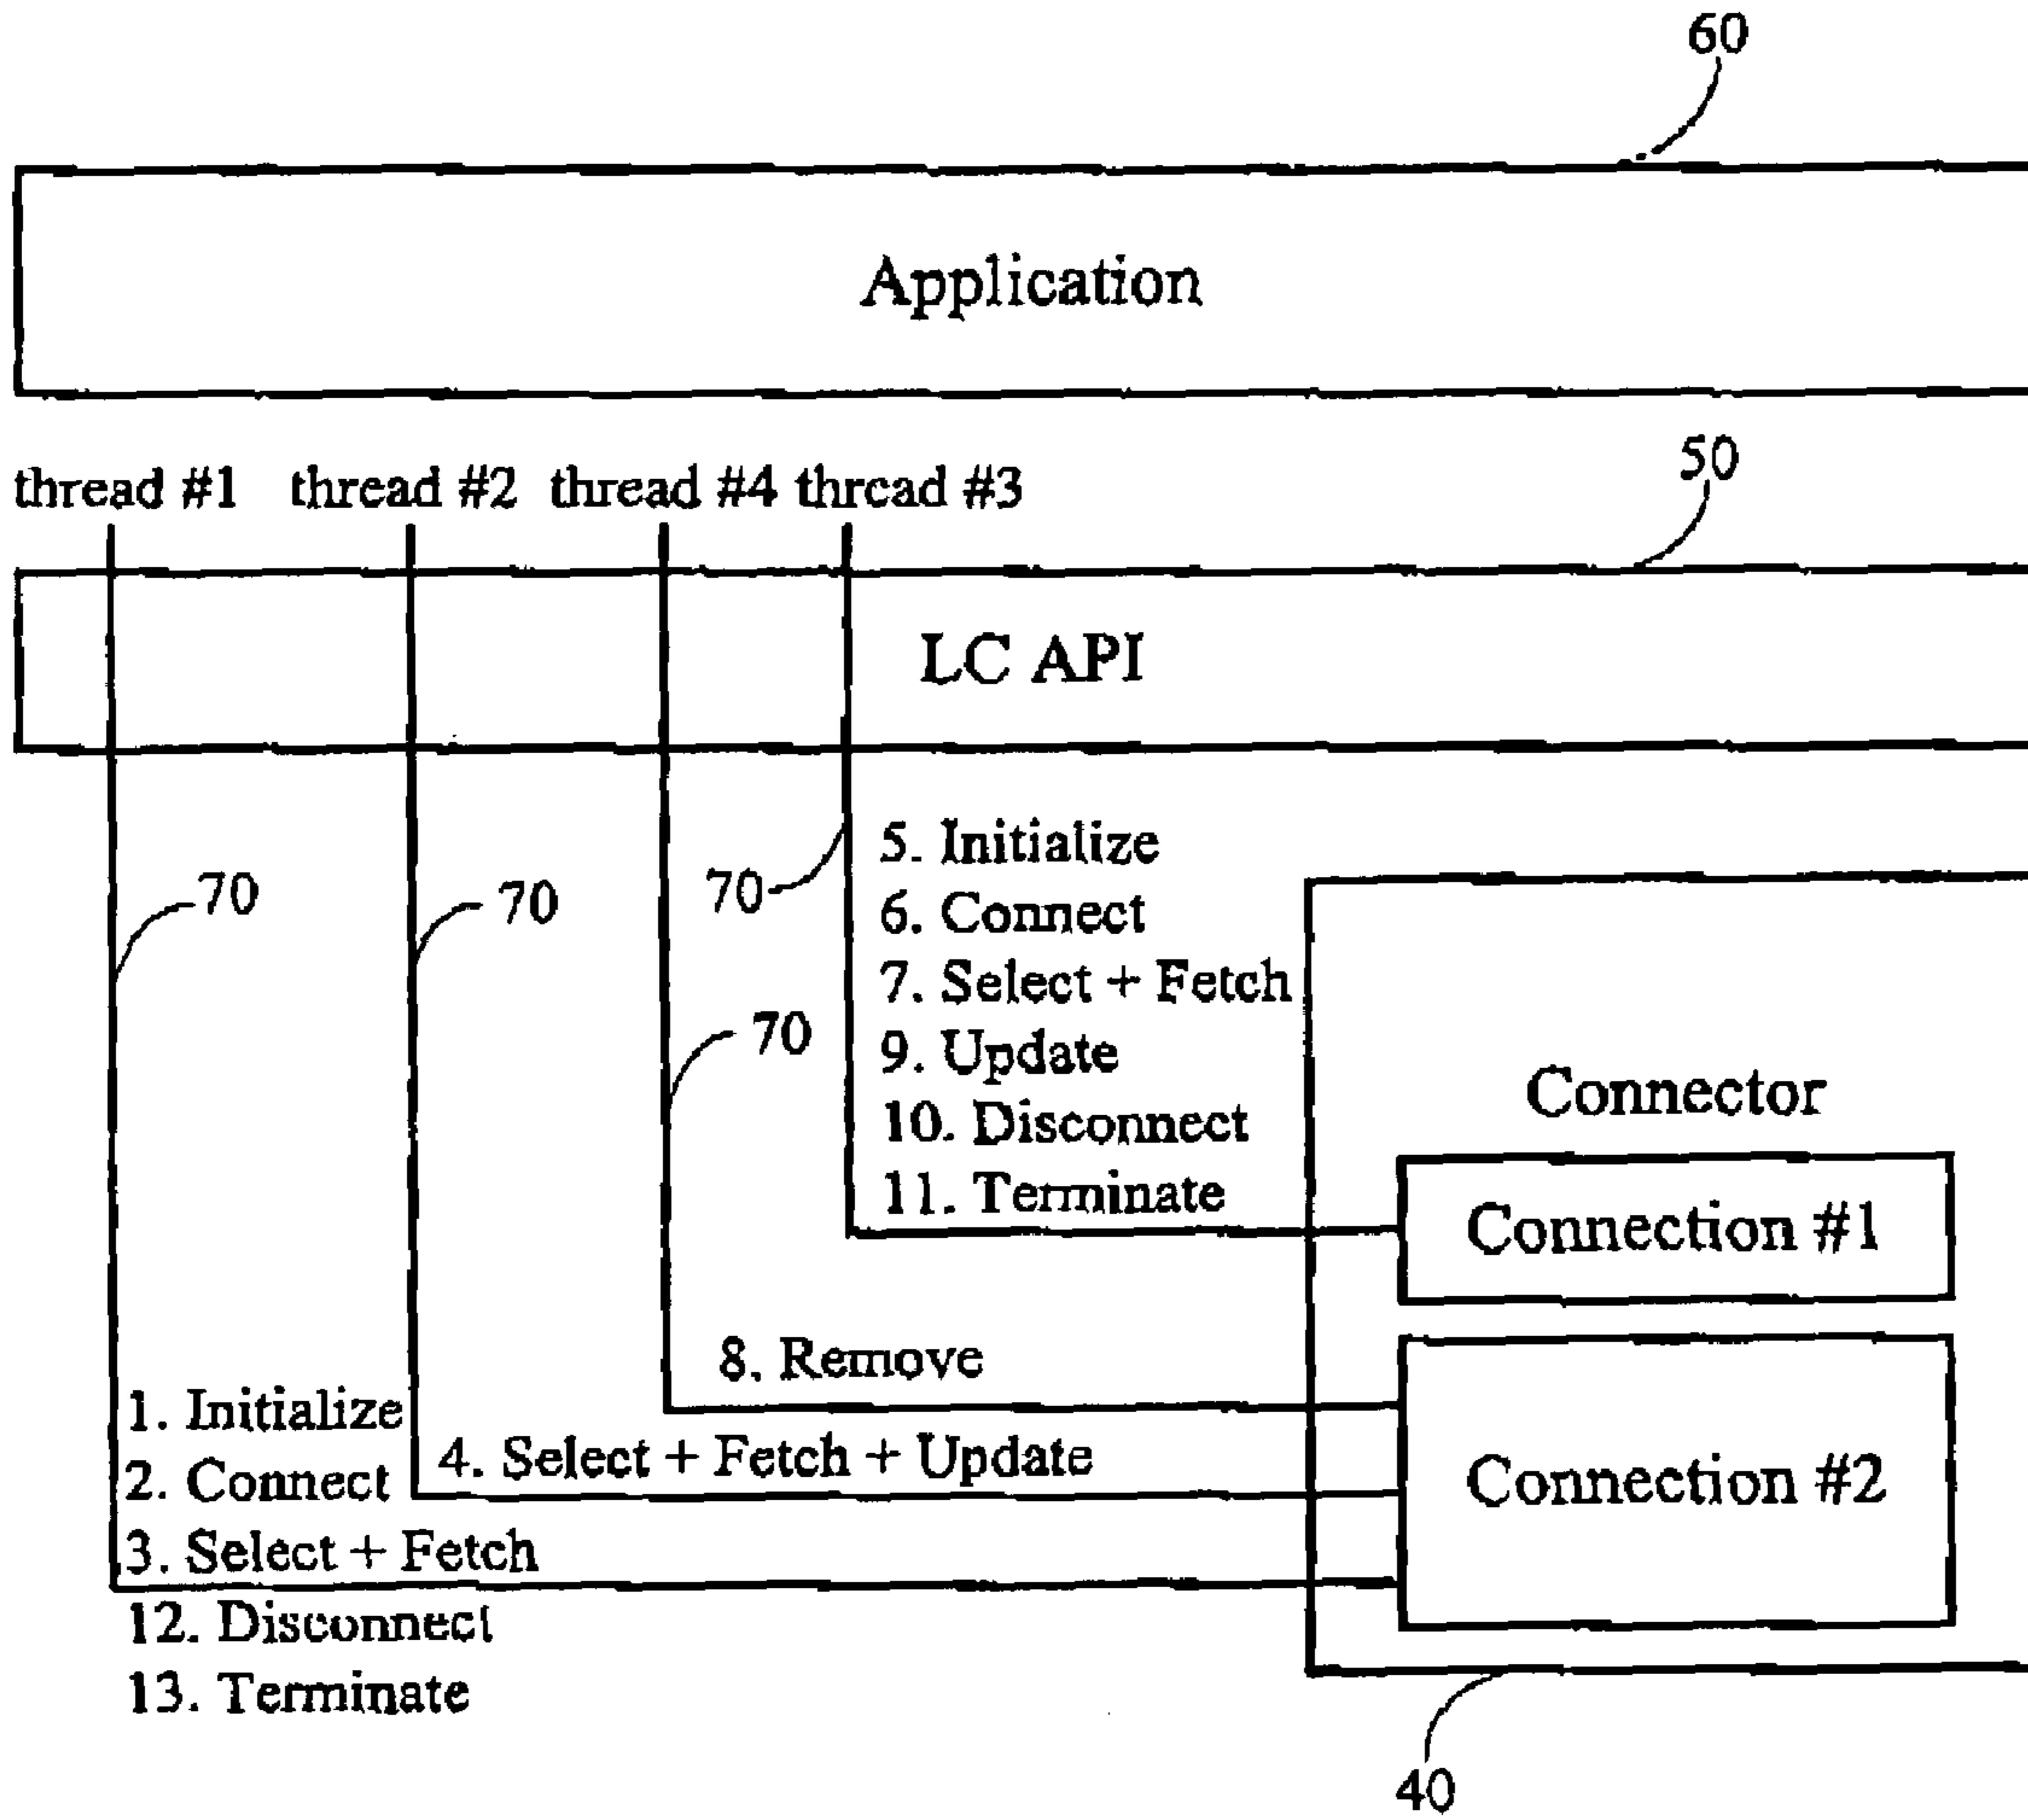 60
Application
50
thread #1 thread #2 thread #4 thread #3
LC API
5. Initialize
70 70 70 6. Connect
7. Select + Fetch
70 9. Update
Connector
10. Disconnect
11. Terminate
Connection #1
8. Remove
1. Initialize
4. Select + Fetch + Update
2. Connect
Connection #2
3. Select + Fetch
12. Disconnect
13. Terminate
40